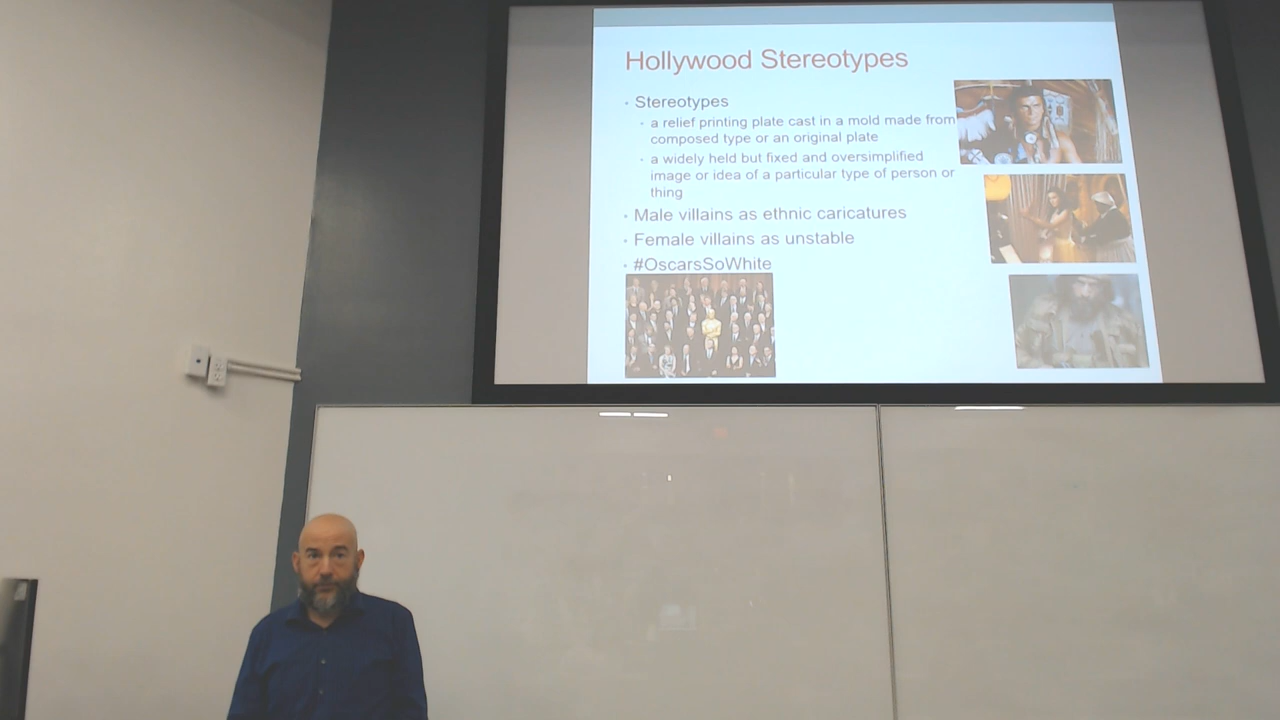 Hollywood Stereotypes
• Stereotypes
• a relief printing plate cast in a mold made from
composed type or an original plate
• a widely held but fixed and oversimplified
image or idea of a particular type of person or
thing
• Male villains as ethnic caricatures
• Female villains as unstable
• #OscarsSoWhite